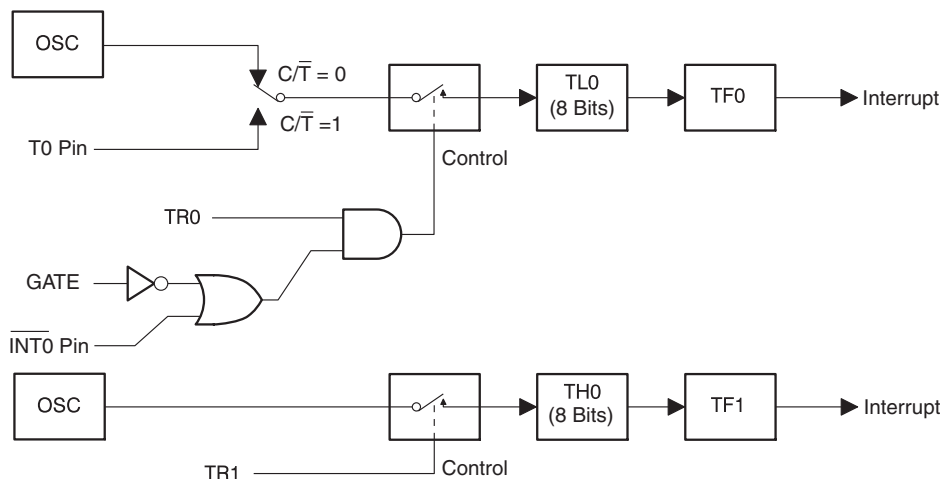 OSC
C/T̅ = 0
C/T̅ =1
T0 Pin
TL0
(8 Bits)
TF0
Interrupt
Control
TR0
GATE
I̅N̅T̅0̅ Pin
OSC
TH0
(8 Bits)
TF1
Interrupt
TR1
Control